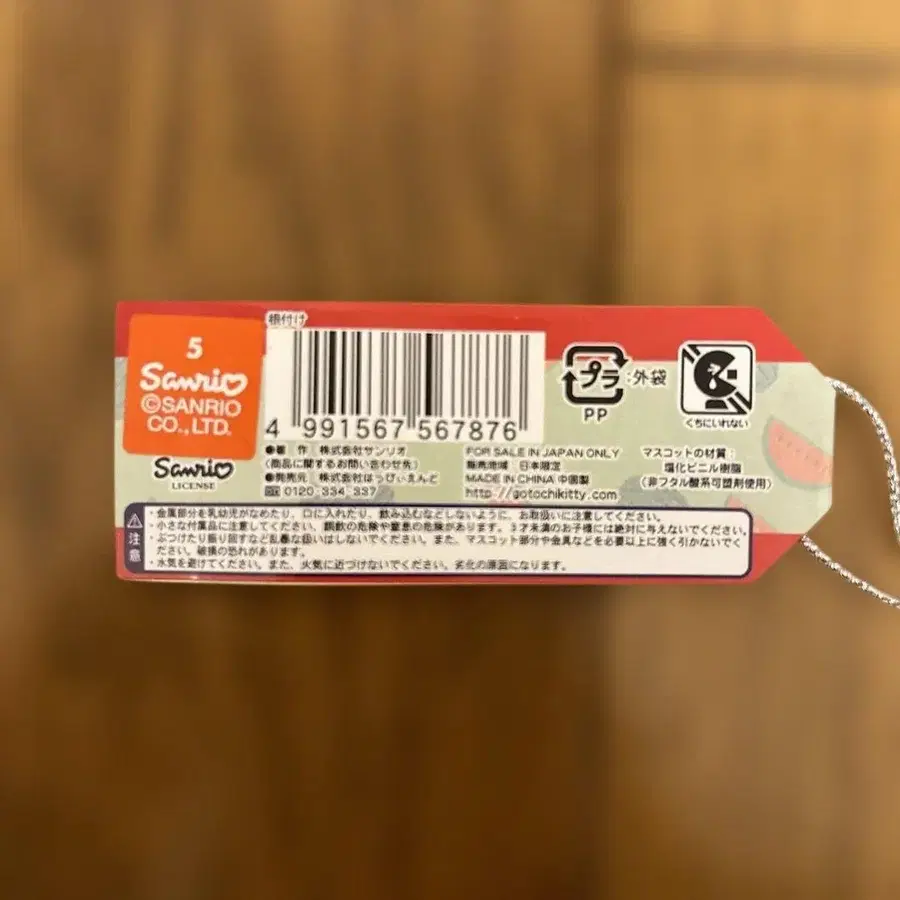 根付け
5
Sanrio
©SANRIO
CO.,LTD.
Sanrio
LICENSE
4 991567 567876
●著 作 株式会社サンリオ
(商品に関するお問い合わせ先)
●発売元 株式会社はっぴぃえんど
0120-334-337
FOR SALE IN JAPAN ONLY
販売地域 日本限定
MADE IN CHINA 中国製
http://gotochikitty.com
プラ :外袋
PP
くちにいれない
マスコットの材質:
塩化ビニル樹脂
(非フタル酸系可塑剤使用)
注意
・金属部分を乳幼児がなめたり、口に入れたり、飲み込むなどしないように、お取扱いに注意してください。
・小さな付属品に注意してください。誤飲の危険や窒息の危険があります。3才未満のお子様には絶対に与えないでください。
・ぶつけたり振り回すなど乱暴な扱いはしないでください。また、マスコット部分や金具などを必要以上に強く引かないでください。破損の恐れがあります。
・水気を避けてください。また、火気に近づけないでください。劣化の原因になります。